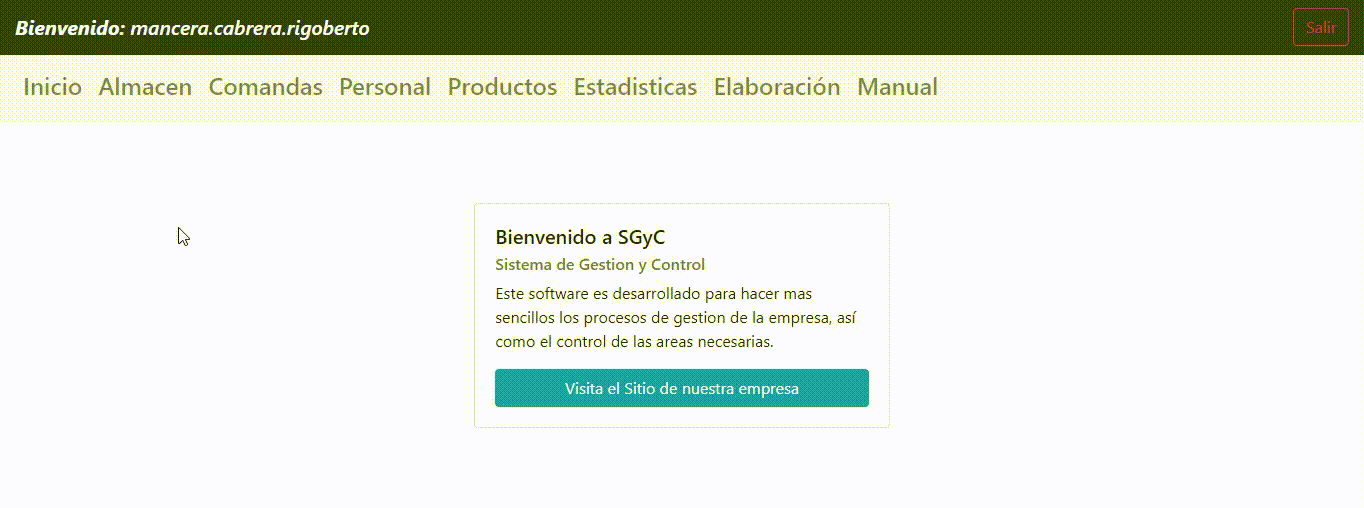 Bienvenido: mancera.cabrera.rigoberto
Salir
Inicio Almacen Comandas Personal Productos Estadisticas Elaboración Manual
Bienvenido a SGyC
Sistema de Gestion y Control
Este software es desarrollado para hacer mas
sencillos los procesos de gestion de la empresa, así
como el control de las areas necesarias.
Visita el Sitio de nuestra empresa